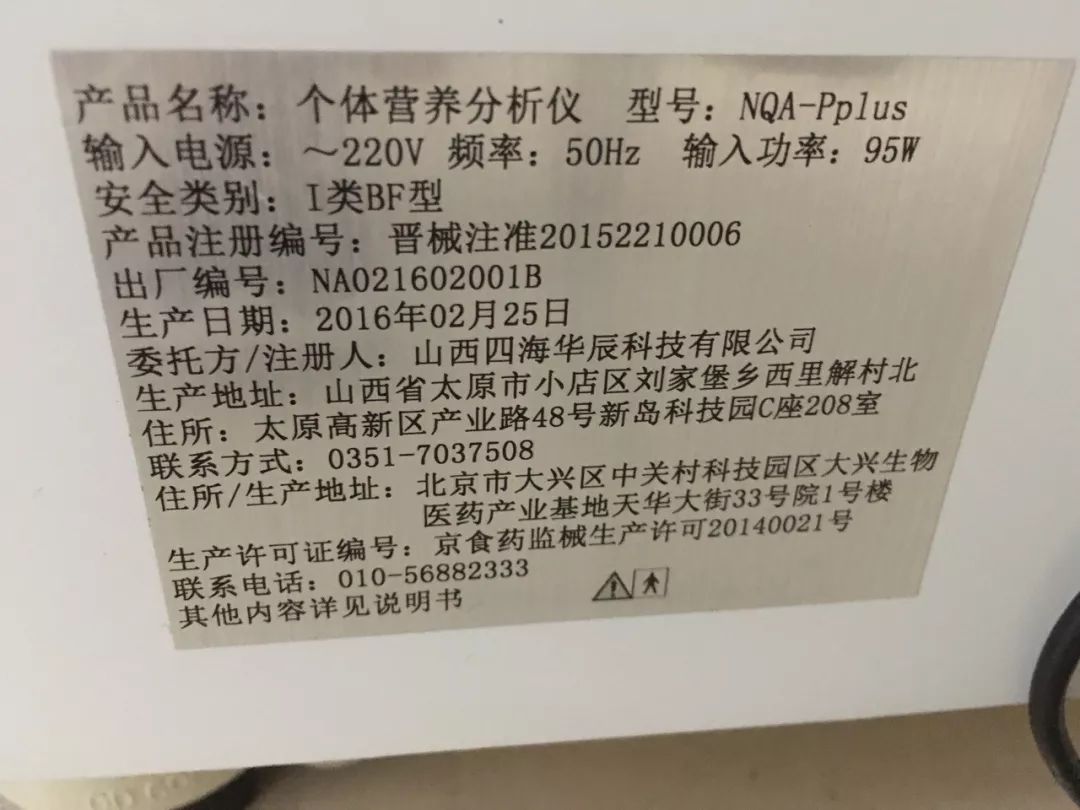 产品名称：个体营养分析仪 型号：NQA-Pplus
输入电源：～220V 频率：50Hz 输入功率：95W
安全类别：I类BF型
产品注册编号：晋械注准20152210006
出厂编号：NA021602001B
生产日期：2016年02月25日
委托方/注册人：山西四海华辰科技有限公司
生产地址：山西省太原市小店区刘家堡乡西里解村北
住所：太原高新区产业路48号新岛科技园C座208室
联系方式：0351-7037508
住所/生产地址：北京市大兴区中关村科技园区大兴生物
医药产业基地天华大街33号院1号楼
生产许可证编号：京食药监械生产许可20140021号
联系电话：010-56882333
其他内容详见说明书